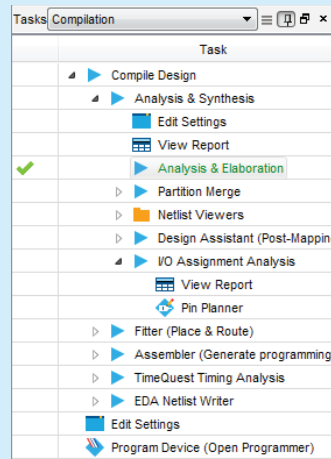 Tasks Compilation
Task
Compile Design
Analysis & Synthesis
Edit Settings
View Report
Analysis & Elaboration
Partition Merge
Netlist Viewers
Design Assistant (Post-Mappin
I/O Assignment Analysis
View Report
Pin Planner
Fitter (Place & Route)
Assembler (Generate programming
TimeQuest Timing Analysis
EDA Netlist Writer
Edit Settings
Program Device (Open Programmer)